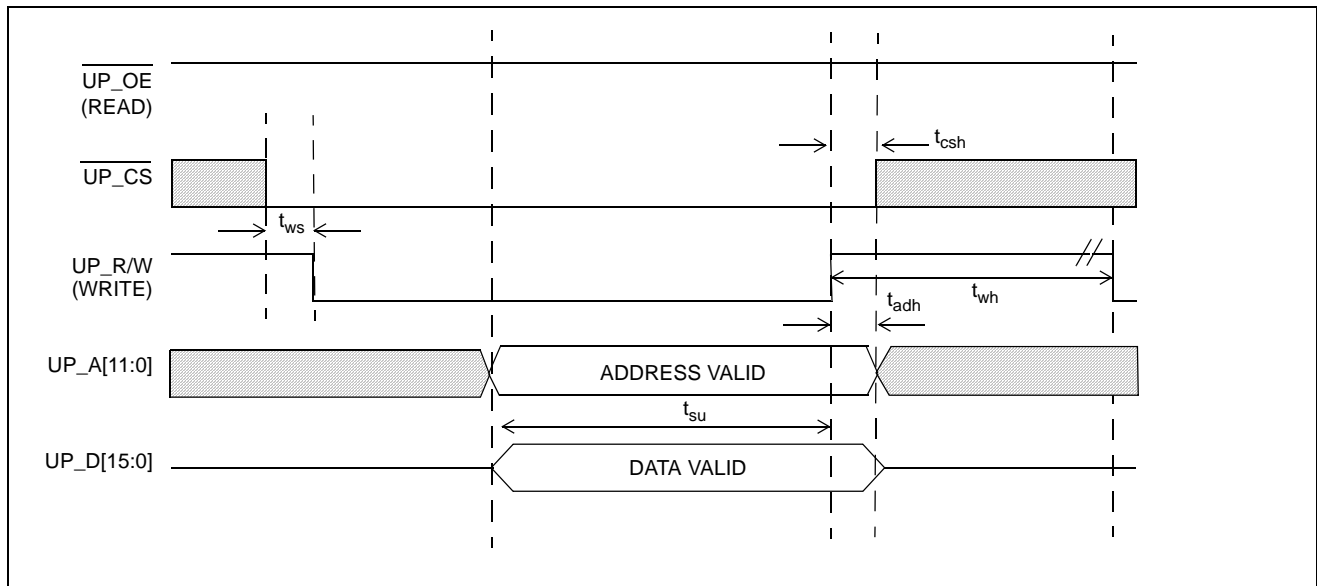 UP_OE
(READ)
t_csh
UP_CS
t_ws
UP_R/W
(WRITE)
t_wh
t_adh
UP_A[11:0]
ADDRESS VALID
t_su
UP_D[15:0]
DATA VALID